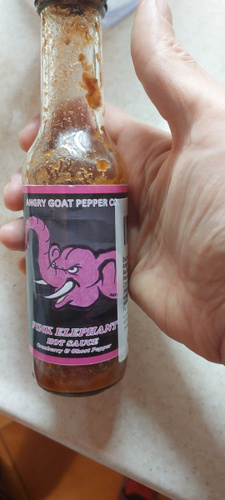 ANGRY GOAT PEPPER CO
PINK ELEPHANT
HOT SAUCE
Cranberry & Ghost Pepper